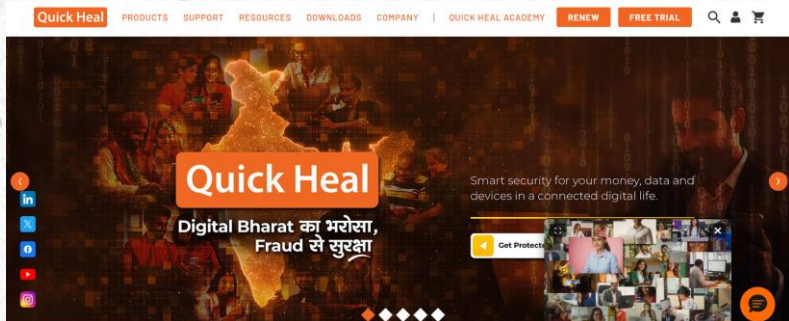 Quick Heal
PRODUCTS SUPPORT RESOURCES DOWNLOADS COMPANY | QUICK HEAL ACADEMY RENEW FREE TRIAL
Quick Heal
Digital Bharat का भरोसा,
Fraud से सुरक्षा
Smart security for your money, data and
devices in a connected digital life.
Get Protecte